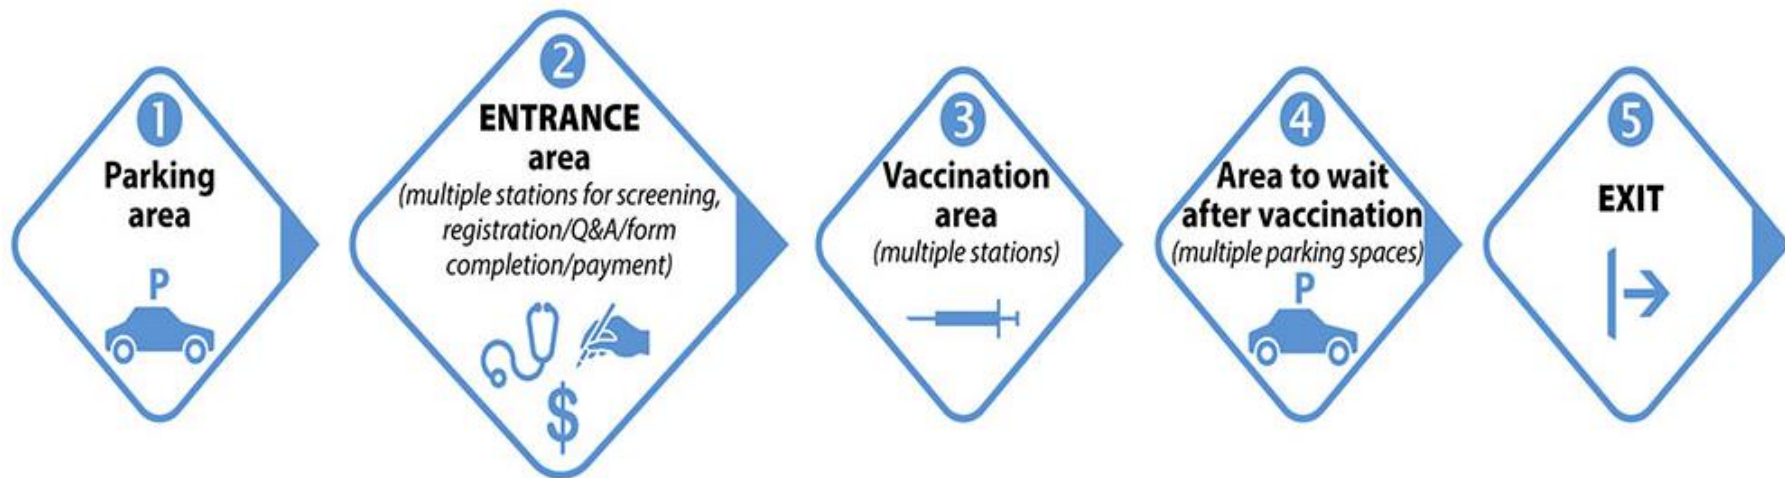 1
Parking
area
P
2
ENTRANCE
area
(multiple stations for screening,
registration/Q&A/form
completion/payment)
$
3
Vaccination
area
(multiple stations)
4
Area to wait
after vaccination
(multiple parking spaces)
P
5
EXIT